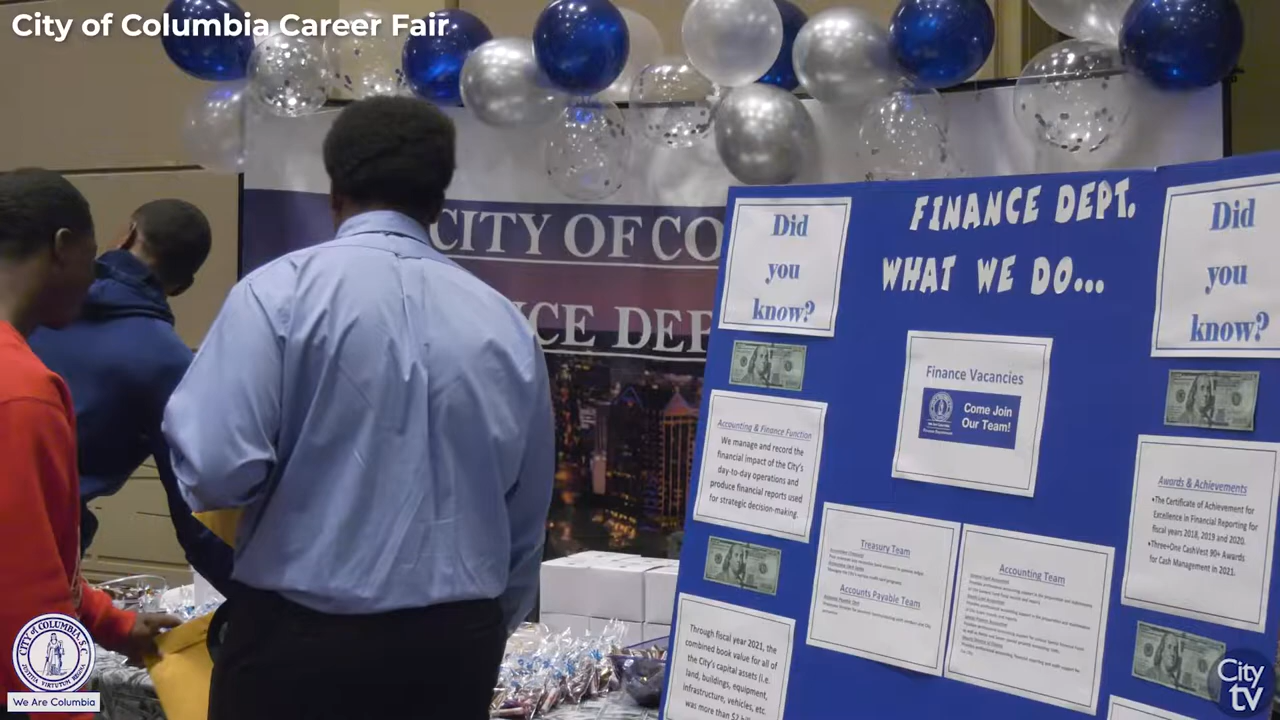 City of Columbia Career Fair
CITY OF CO
CE DEP
FINANCE DEPT.
WHAT WE DO...
Did
you
know?
Accounting & Finance Function
We manage and record the
financial impact of the City's
day-to-day operations and
produce financial reports used
for strategic decision-making.
Through fiscal year 2021, the
combined book value for all of
the City's capital assets (i.e.
land, buildings, equipment,
infrastructure, vehicles, etc.
was more than
Finance Vacancies
Come Join
Our Team!
Treasury Team
Accounts Payable Team
Accounting Team
Did
you
know?
Awards & Achievements
•The Certificate of Achievement for
Excellence in Financial Reporting for
fiscal years 2018, 2019 and 2020.
•Three+One CashVest 90+ Awards
for Cash Management in 2021.
CITY OF COLUMBIA, S.C.
We Are Columbia
City
tv